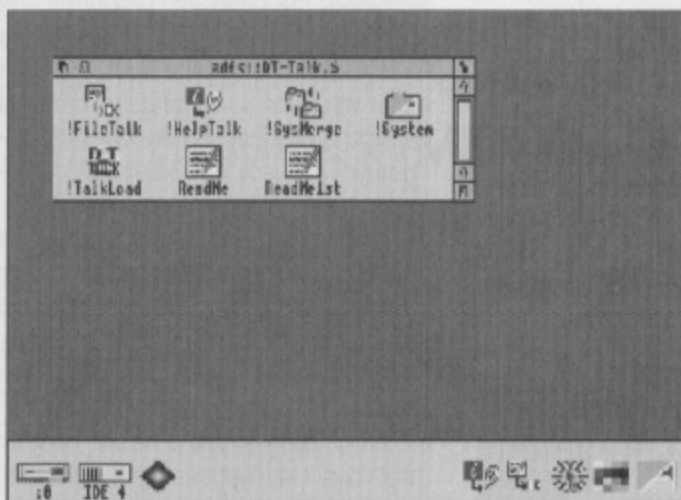 adfs::DT-Talk.$
!FileTalk !HelpTalk !SysMerge !System
!TalkLoad ReadMe ReadMe1st
:0 IDE 4